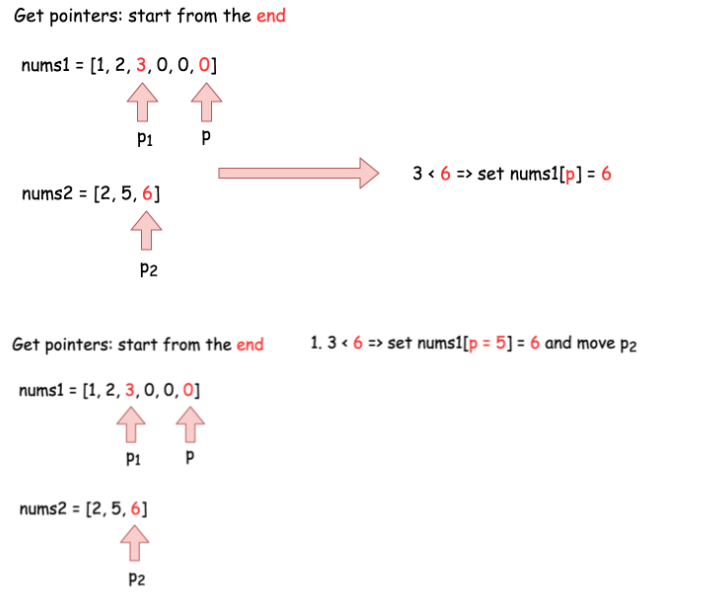 Get pointers: start from the end
nums1 = [1, 2, 3, 0, 0, 0]
P1 P
3 < 6 => set nums1[p] = 6
nums2 = [2, 5, 6]
P2
Get pointers: start from the end
1. 3 < 6 => set nums1[p = 5] = 6 and move p2
nums1 = [1, 2, 3, 0, 0, 0]
P1 P
nums2 = [2, 5, 6]
P2